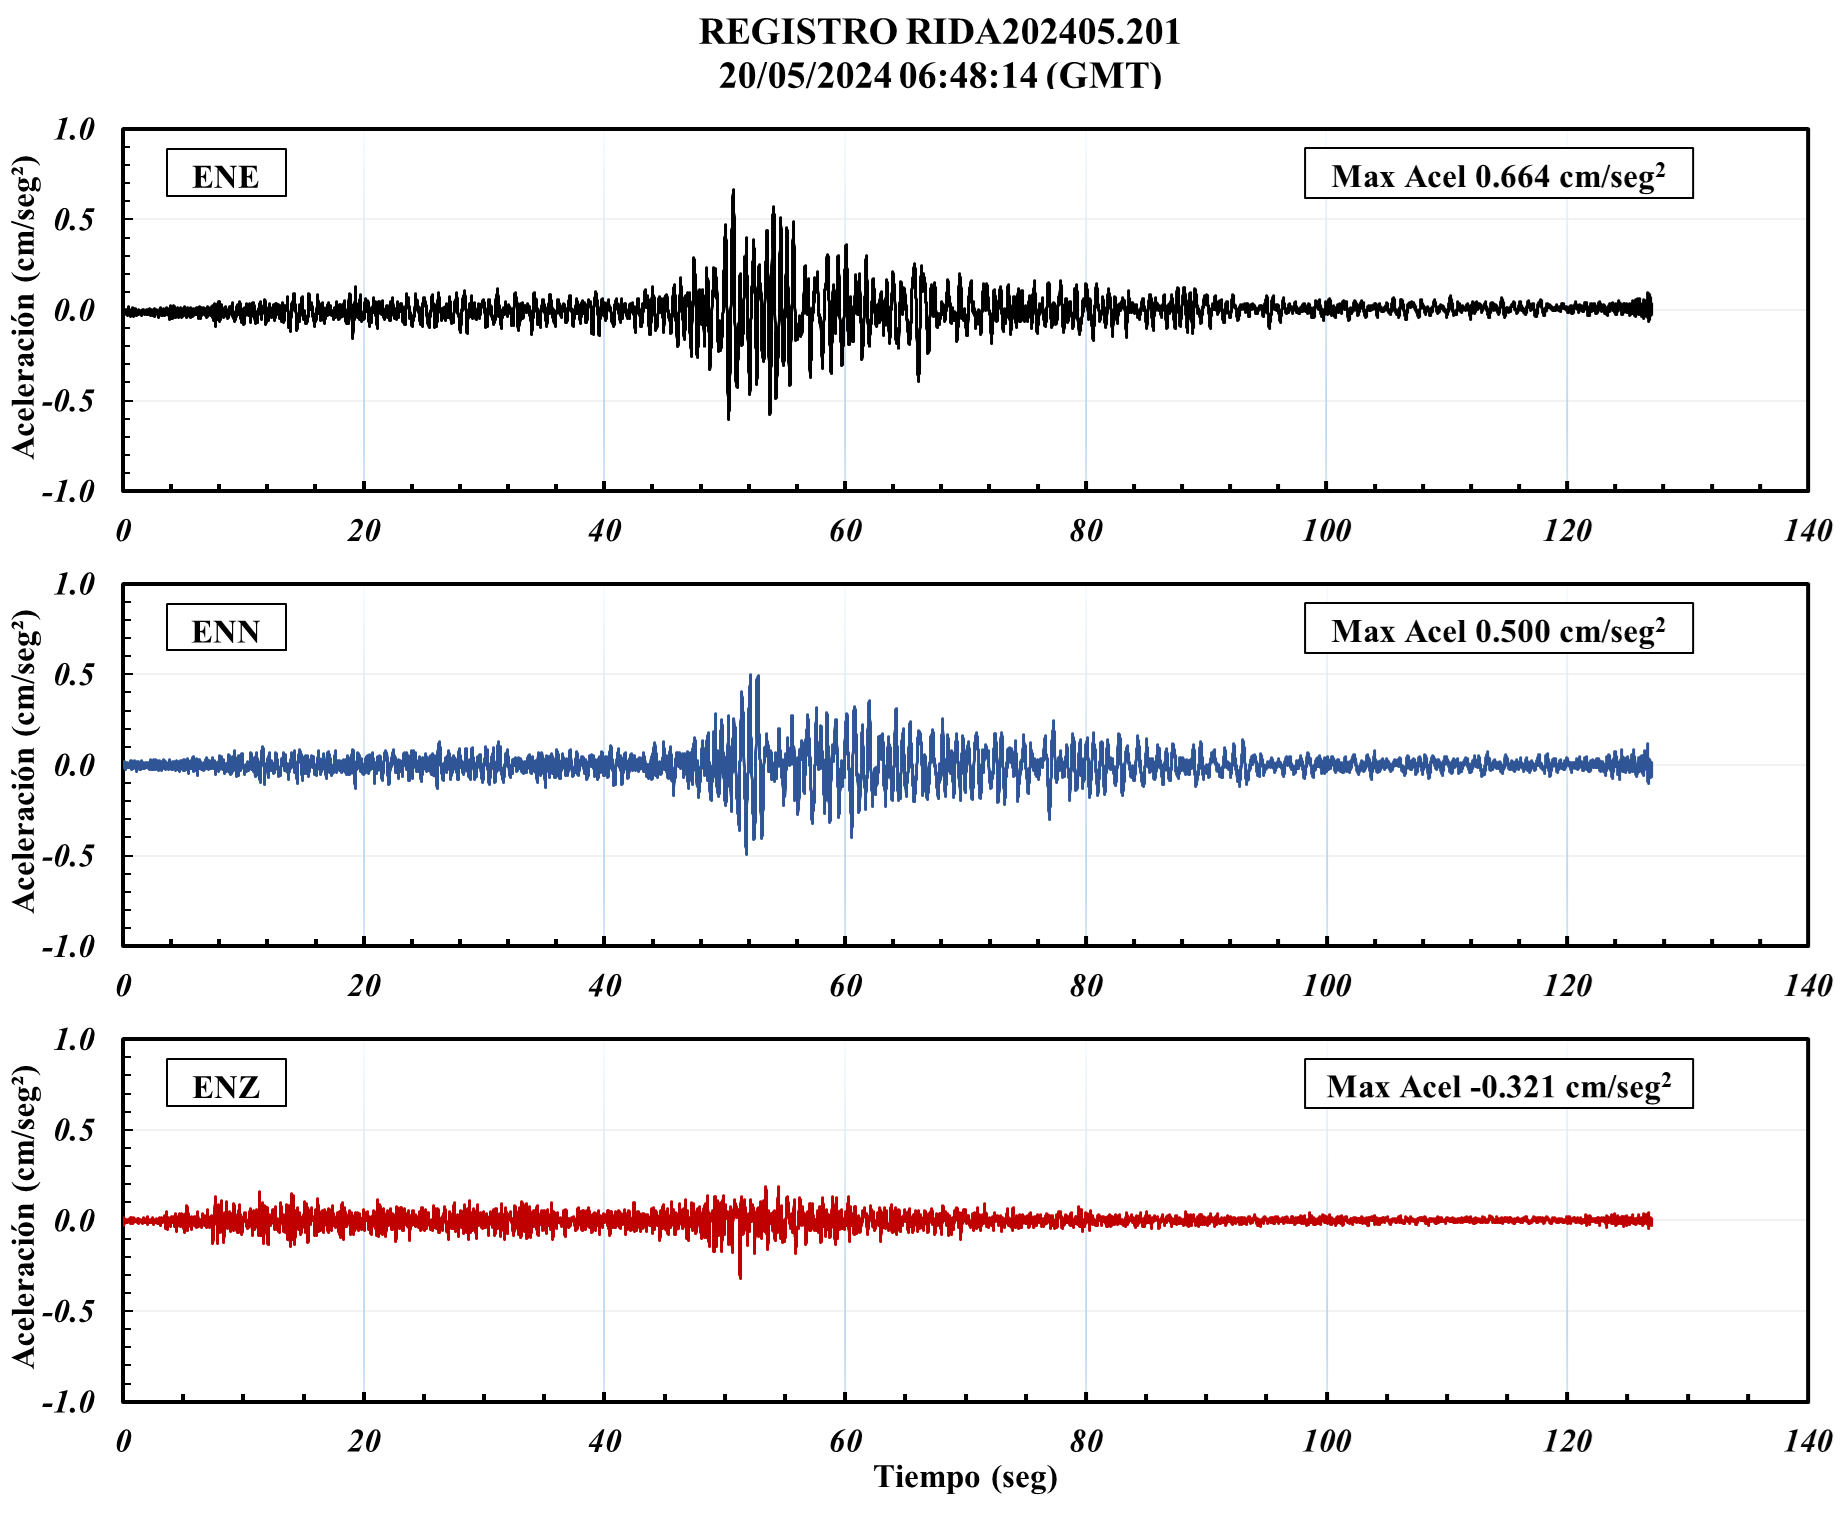 REGISTRO RIDA202405.201
20/05/2024 06:48:14 (GMT)
Aceleración (cm/seg²)
1.0
0.5
0.0
-0.5
-1.0
ENE
Max Acel 0.664 cm/seg²
0 20 40 60 80 100 120 140
Aceleración (cm/seg²)
1.0
0.5
0.0
-0.5
-1.0
ENN
Max Acel 0.500 cm/seg²
0 20 40 60 80 100 120 140
Aceleración (cm/seg²)
1.0
0.5
0.0
-0.5
-1.0
ENZ
Max Acel -0.321 cm/seg²
0 20 40 60 80 100 120 140
Tiempo (seg)